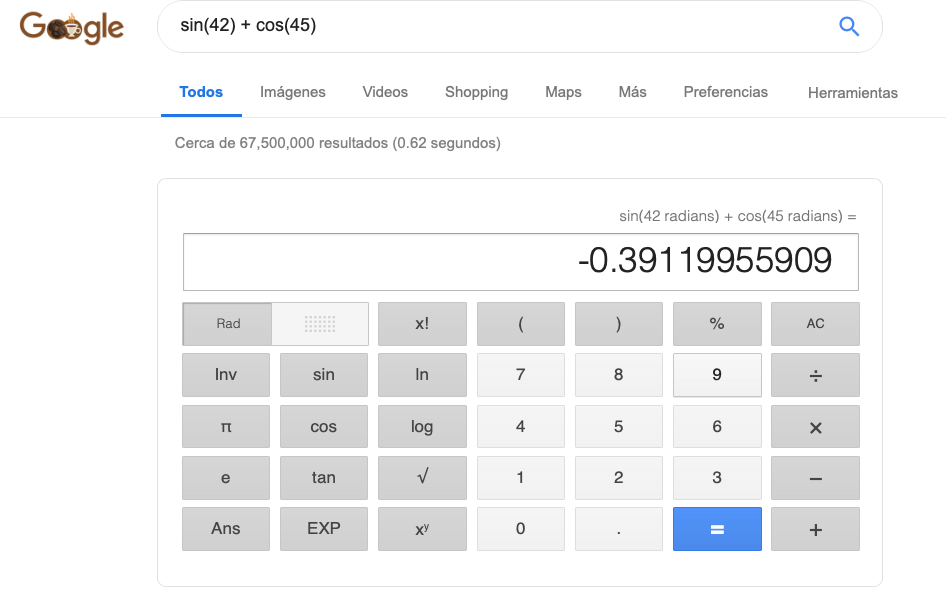 Google
sin(42) + cos(45)
Todos Imágenes Videos Shopping Maps Más Preferencias Herramientas
Cerca de 67,500,000 resultados (0.62 segundos)
sin(42 radians) + cos(45 radians) =
-0.39119955909
Rad x! ( ) % AC
Inv sin ln 7 8 9 ÷
π cos log 4 5 6 ×
e tan √ 1 2 3 −
Ans EXP xʸ 0 . = +